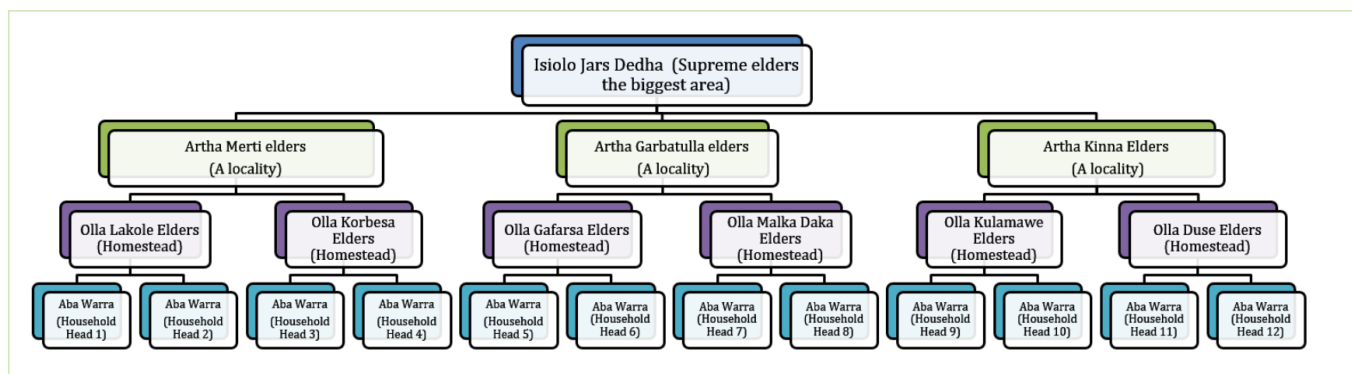 Isiolo Jars Dedha (Supreme elders
the biggest area)
Artha Merti elders
(A locality)
Artha Garbatulla elders
(A locality)
Artha Kinna Elders
(A locality)
Olla Lakole Elders
(Homestead)
Olla Korbesa
Elders
(Homestead)
Olla Gafarsa Elders
(Homestead)
Olla Malka Daka
Elders
(Homestead)
Olla Kulamawe
Elders
(Homestead)
Olla Duse Elders
(Homestead)
Aba Warra
(Household
Head 1)
Aba Warra
(Household
Head 2)
Aba Warra
(Household
Head 3)
Aba Warra
(Household
Head 4)
Aba Warra
(Household
Head 5)
Aba Warra
(Household
Head 6)
Aba Warra
(Household
Head 7)
Aba Warra
(Household
Head 8)
Aba Warra
(Household
Head 9)
Aba Warra
(Household
Head 10)
Aba Warra
(Household
Head 11)
Aba Warra
(Household
Head 12)